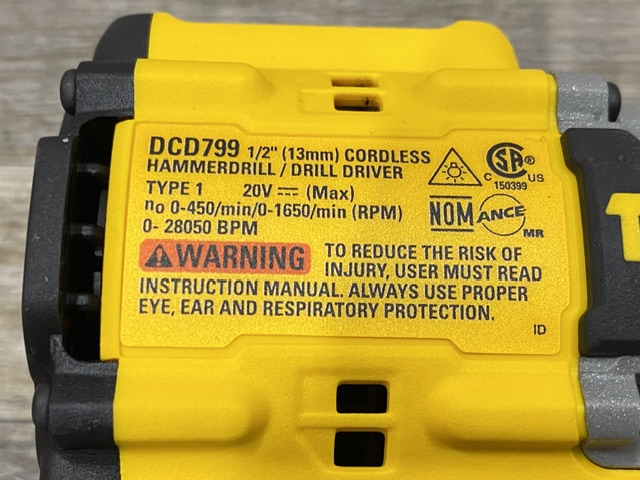 DCD799 1/2" (13mm) CORDLESS
HAMMERDRILL / DRILL DRIVER
TYPE 1 20V ⎓ (Max)
no 0-450/min/0-1650/min (RPM)
0- 28050 BPM
C SA ® US
150399
NOM ANCE
MR
WARNING TO REDUCE THE RISK OF
INJURY, USER MUST READ
INSTRUCTION MANUAL. ALWAYS USE PROPER
EYE, EAR AND RESPIRATORY PROTECTION.
ID